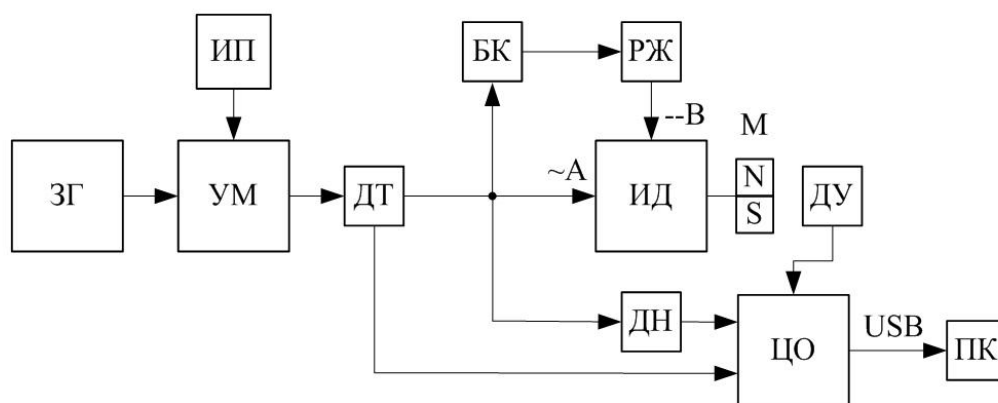 ИП
БК
РЖ
--В
М
~А
ЗГ
УМ
ДТ
ИД
N
S
ДУ
ДН
ЦО
USB
ПК